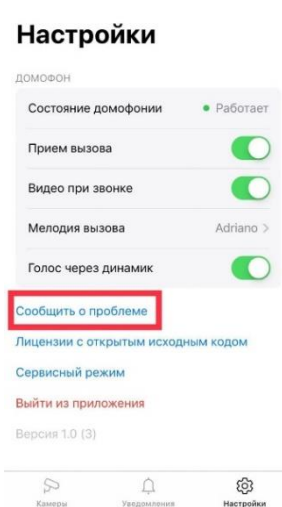 Настройки
ДОМОФОН
Состояние домофонии • Работает
Прием вызова
Видео при звонке
Мелодия вызова Adriano >
Голос через динамик
Сообщить о проблеме
Лицензии с открытым исходным кодом
Сервисный режим
Выйти из приложения
Версия 1.0 (3)
Камеры Уведомления Настройки